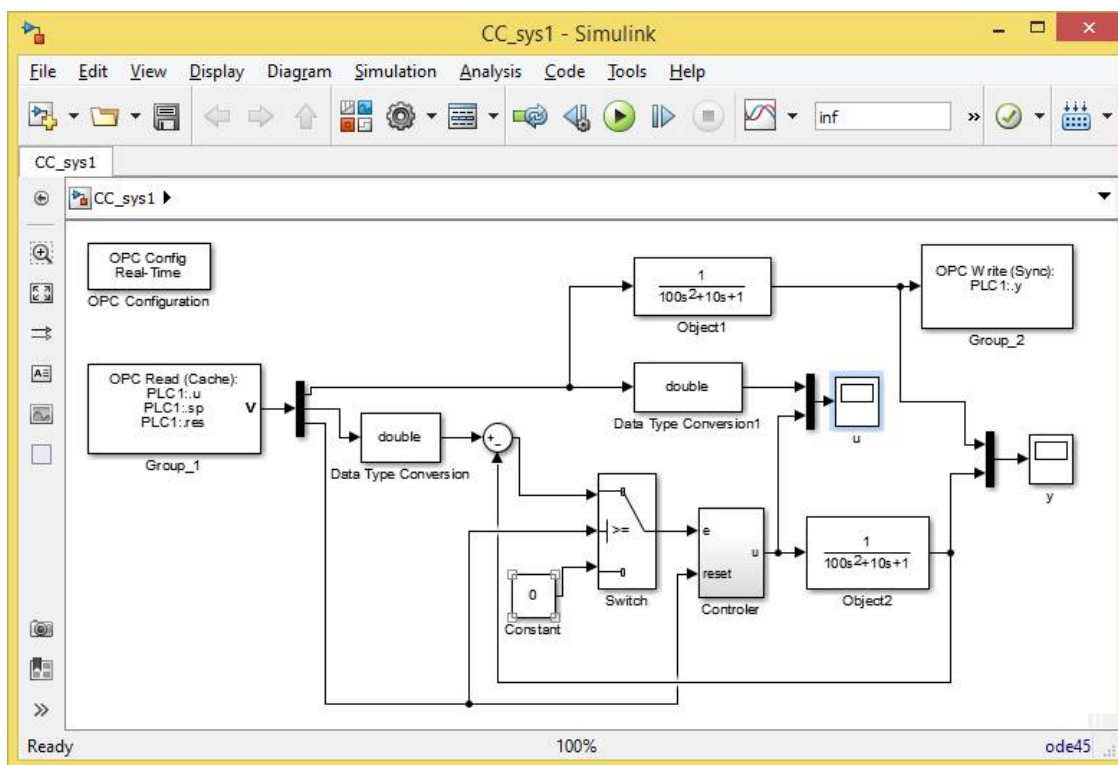 CC_sys1 - Simulink
File Edit View Display Diagram Simulation Analysis Code Tools Help
inf
CC_sys1
CC_sys1
OPC Config
Real-Time
OPC Configuration
1
100s²+10s+1
Object1
OPC Write (Sync):
PLC1:.y
Group_2
OPC Read (Cache):
PLC1:.u
PLC1:.sp
PLC1:.res
V
Group_1
double
Data Type Conversion
+
-
double
Data Type Conversion1
u
y
>=
Switch
0
Constant
e
u
reset
Controler
1
100s²+10s+1
Object2
Ready 100% ode45